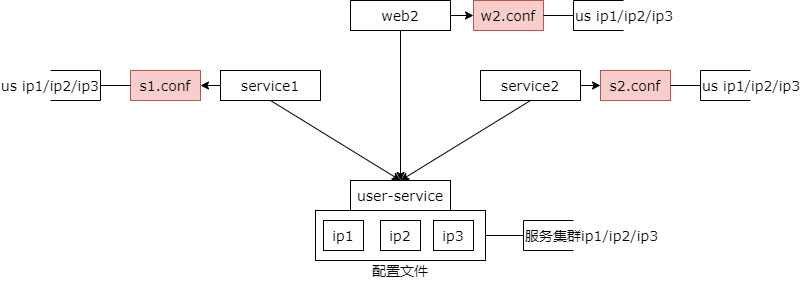 web2
w2.conf
us ip1/ip2/ip3
us ip1/ip2/ip3
s1.conf
service1
service2
s2.conf
us ip1/ip2/ip3
user-service
ip1
ip2
ip3
服务集群ip1/ip2/ip3
配置文件